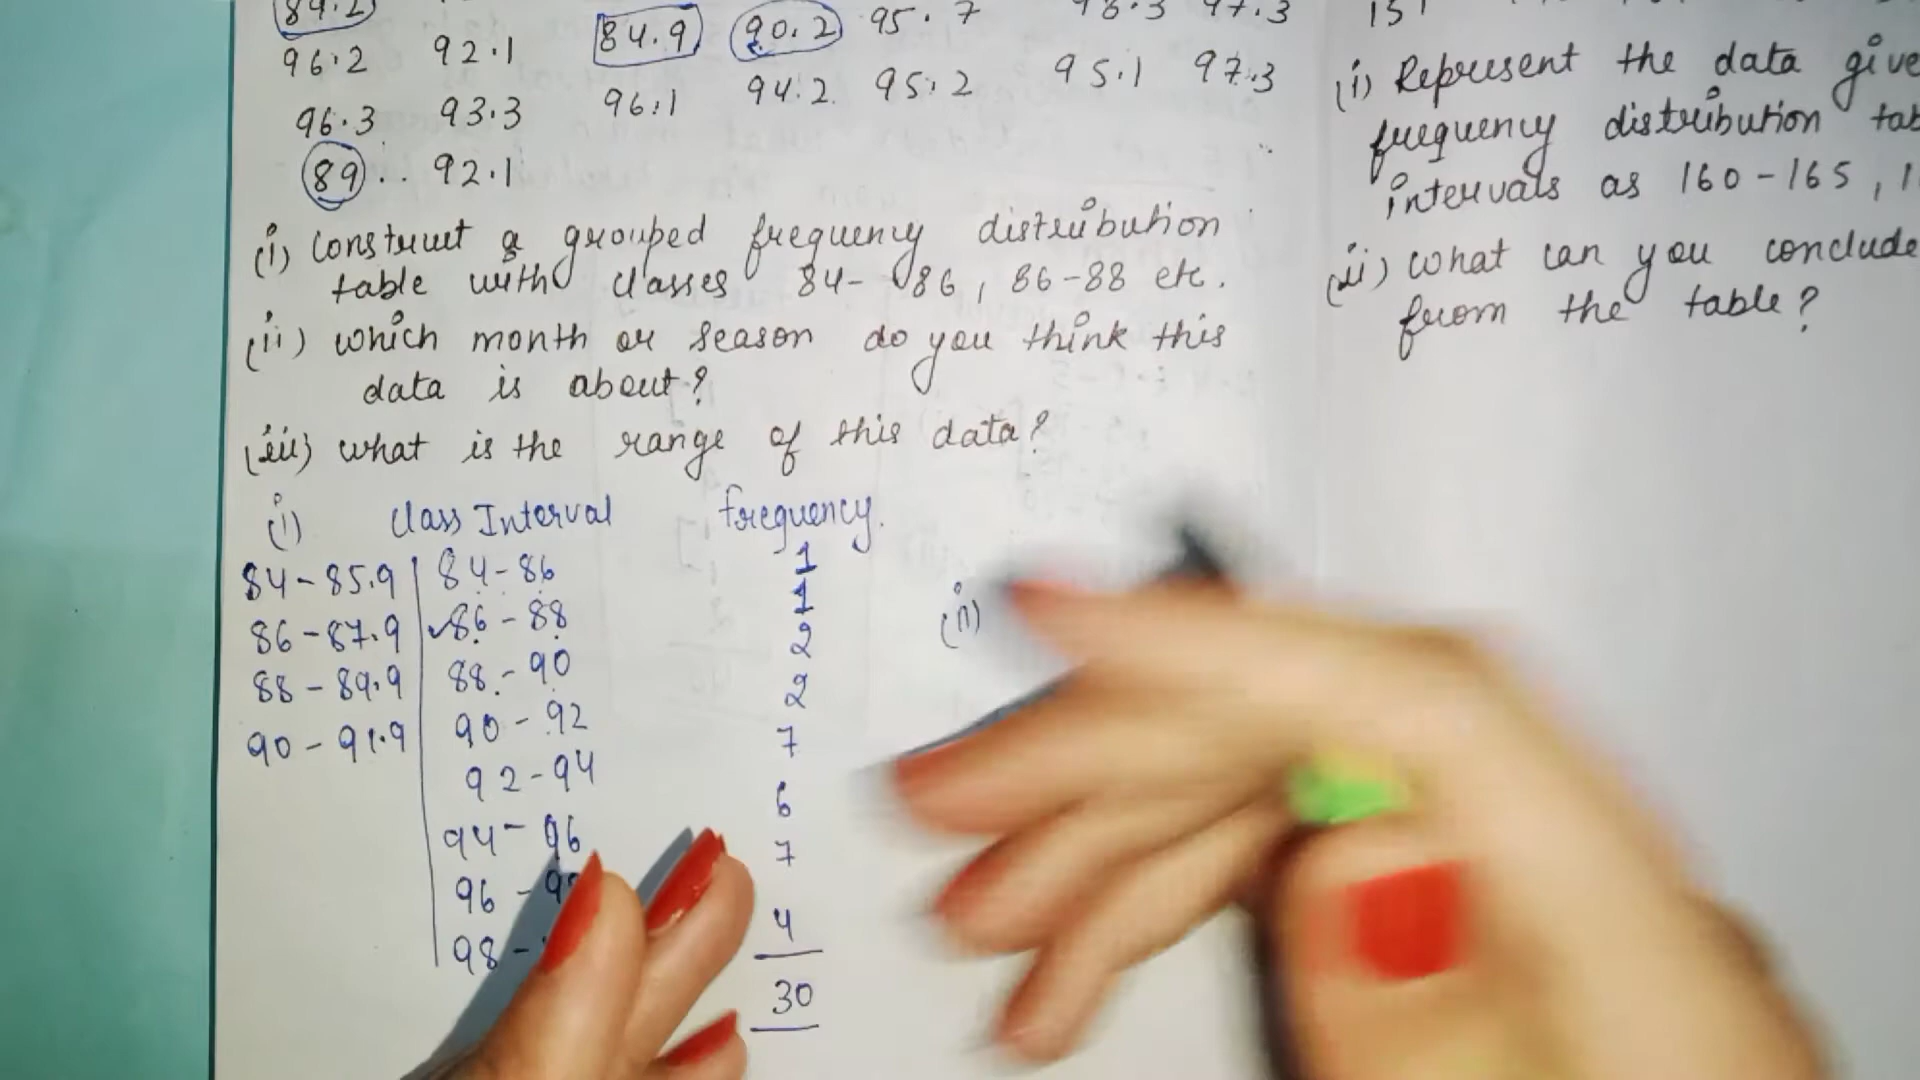 89.2
84.9 90.2 95.7 97.3
96.2 92.1
96.3 93.3 96.1 94.2 95.2 95.1 97.3
89 92.1
(i) Construct a grouped frequency distribution
table with classes 84- 86, 86-88 etc.
(ii) which month or season do you think this
data is about?
(iii) what is the range of this data?
(i) Class Interval frequency.
84-85.9 84-86 1
86-87.9 86-88 1
88-89.9 88-90 2
90-91.9 90-92 2
92-94 7
94-96 6
96 - 7
98- 4
30
(ii)
(i) Represent the data
frequency distribution
intervals as 160-165,
(ii) what can you conclude
from the table?